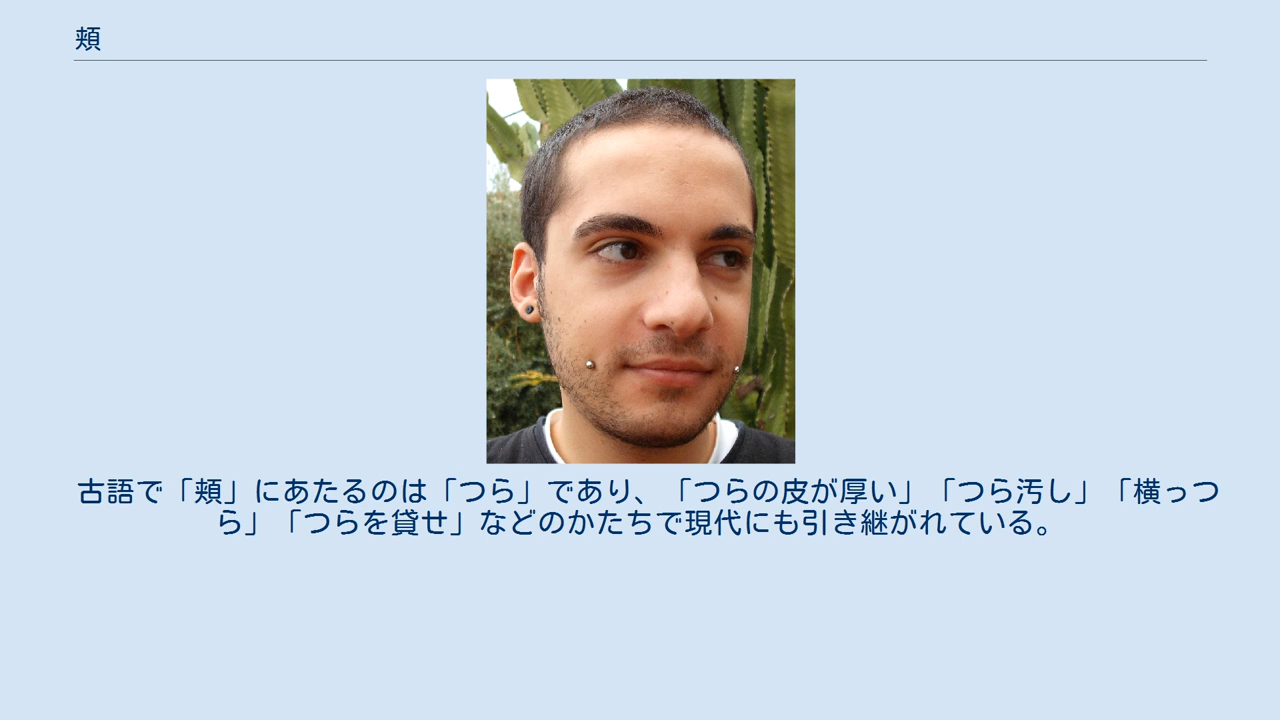 頬
古語で「頬」にあたるのは「つら」であり、「つらの皮が厚い」「つら汚し」「横っつ
ら」「つらを貸せ」などのかたちで現代にも引き継がれている。